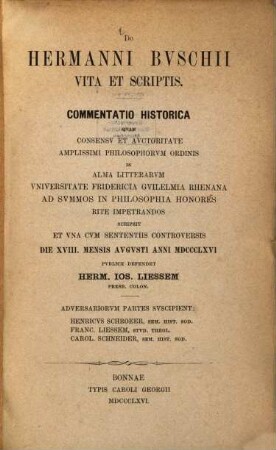 De
HERMANNI BVSCHII
VITA ET SCRIPTIS.
COMMENTATIO HISTORICA
QVAM
CONSENSV ET AVCTORITATE
AMPLISSIMI PHILOSOPHORVM ORDINIS
IN
ALMA LITTERARVM
VNIVERSITATE FRIDERICIA GVILELMIA RHENANA
AD SVMMOS IN PHILOSOPHIA HONORES
RITE IMPETRANDOS
SCRIPSIT
ET VNA CVM SENTENTIIS CONTROVERSIS
DIE XVIII. MENSIS AVGVSTI ANNI MDCCCLXVI
PVBLICE DEFENDET
HERM. IOS. LIESSEM
PHENO. COLON.
ADVERSARIORVM PARTES SVSCIPIENT:
HENRICVS SCHROEER, SEM. HIST. SOD.
FRANC. LIESSEM, STVD. THEOL.
CAROL. SCHNEIDER, SEM. HIST. SOD.
BONNAE
TYPIS CAROLI GEORGII
MDCCCLXVI.